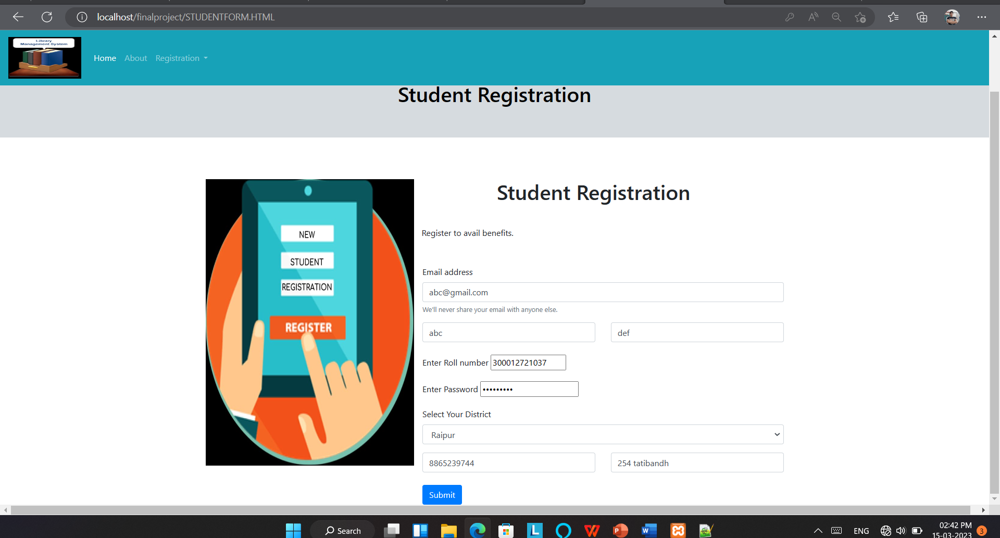 localhost/finalproject/STUDENTFORM.HTML
Library
Management System
Home About Registration
Student Registration
NEW
STUDENT
REGISTRATION
REGISTER
Student Registration
Register to avail benefits.
Email address
abc@gmail.com
We'll never share your email with anyone else.
abc def
Enter Roll number 300012721037
Enter Password •••••••••
Select Your District
Raipur
8865239744 254 tatibandh
Submit
Search
ENG
02:42 PM
15-03-2023
3